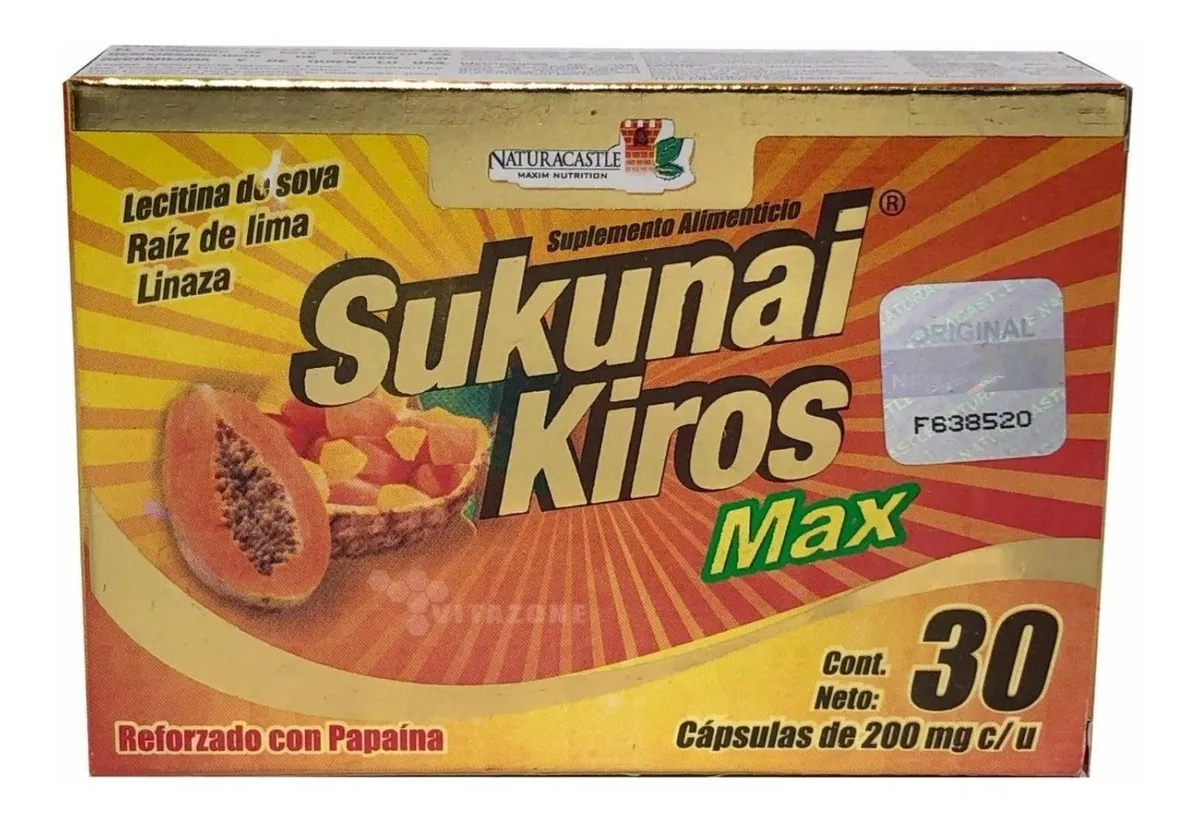 NATURACASTLE
MAXIM NUTRITION
Lecitina de soya
Raíz de lima
Linaza
Suplemento Alimenticio
Sukunai ®
Kiros
Max
ORIGINAL
F638520
VITAZONE
Cont.
Neto: 30
Cápsulas de 200 mg c/u
Reforzado con Papaína